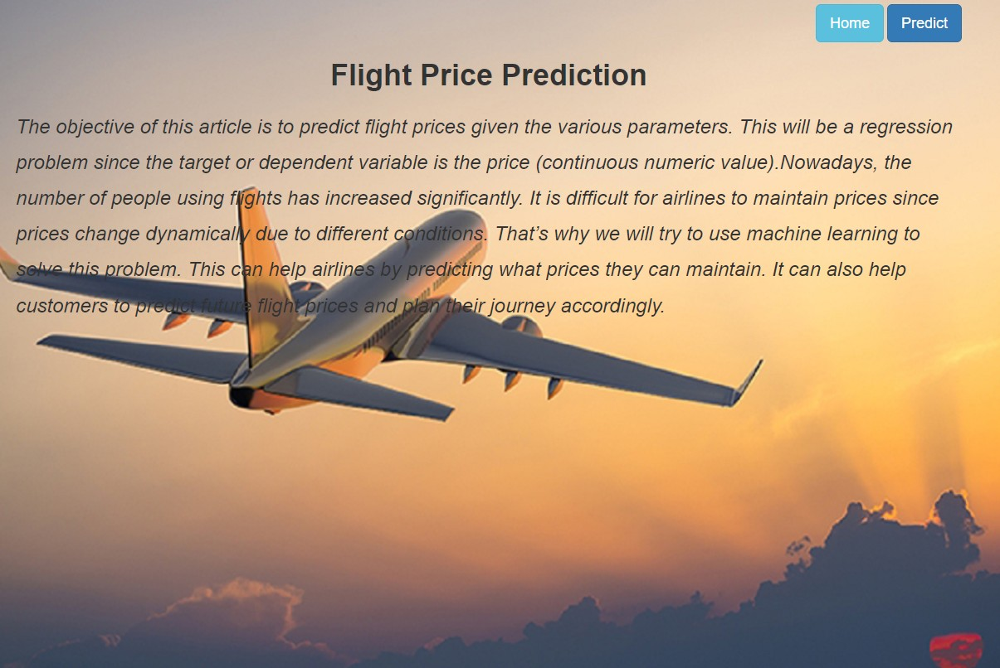 Home Predict
Flight Price Prediction
The objective of this article is to predict flight prices given the various parameters. This will be a regression
problem since the target or dependent variable is the price (continuous numeric value).Nowadays, the
number of people using flights has increased significantly. It is difficult for airlines to maintain prices since
prices change dynamically due to different conditions. That’s why we will try to use machine learning to
solve this problem. This can help airlines by predicting what prices they can maintain. It can also help
customers to predict future flight prices and plan their journey accordingly.